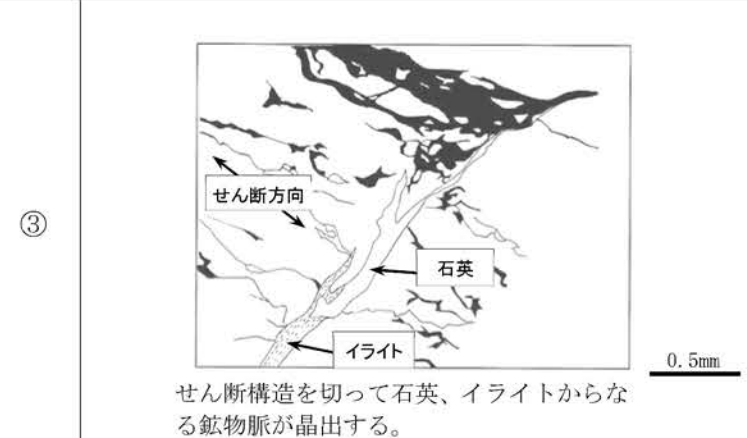 ③
せん断方向
石英
イライト
0.5mm
せん断構造を切って石英、イライトからな
る鉱物脈が晶出する。